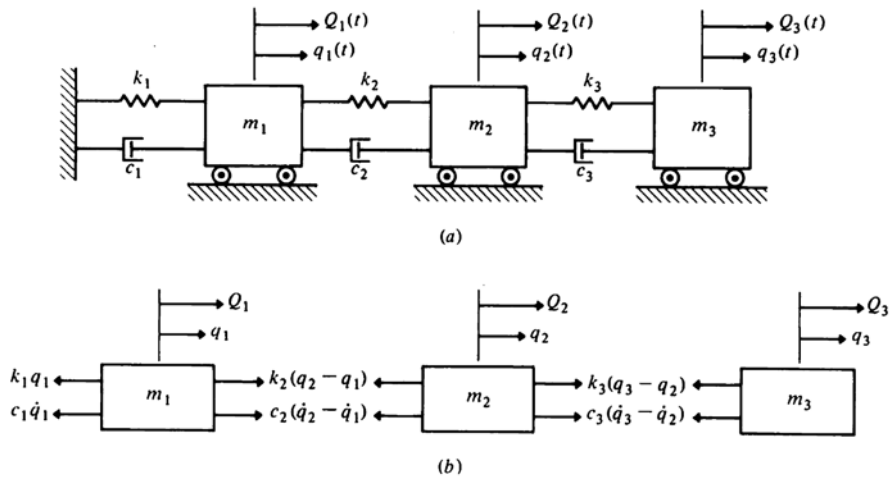 Q₁(t) Q₂(t) Q₃(t)
q₁(t) q₂(t) q₃(t)
k₁ k₂ k₃
m₁ m₂ m₃
c₁ c₂ c₃
(a)
Q₁ Q₂ Q₃
q₁ q₂ q₃
k₁q₁ k₂(q₂ − q₁) k₃(q₃ − q₂)
m₁ m₂ m₃
c₁q̇₁ c₂(q̇₂ − q̇₁) c₃(q̇₃ − q̇₂)
(b)